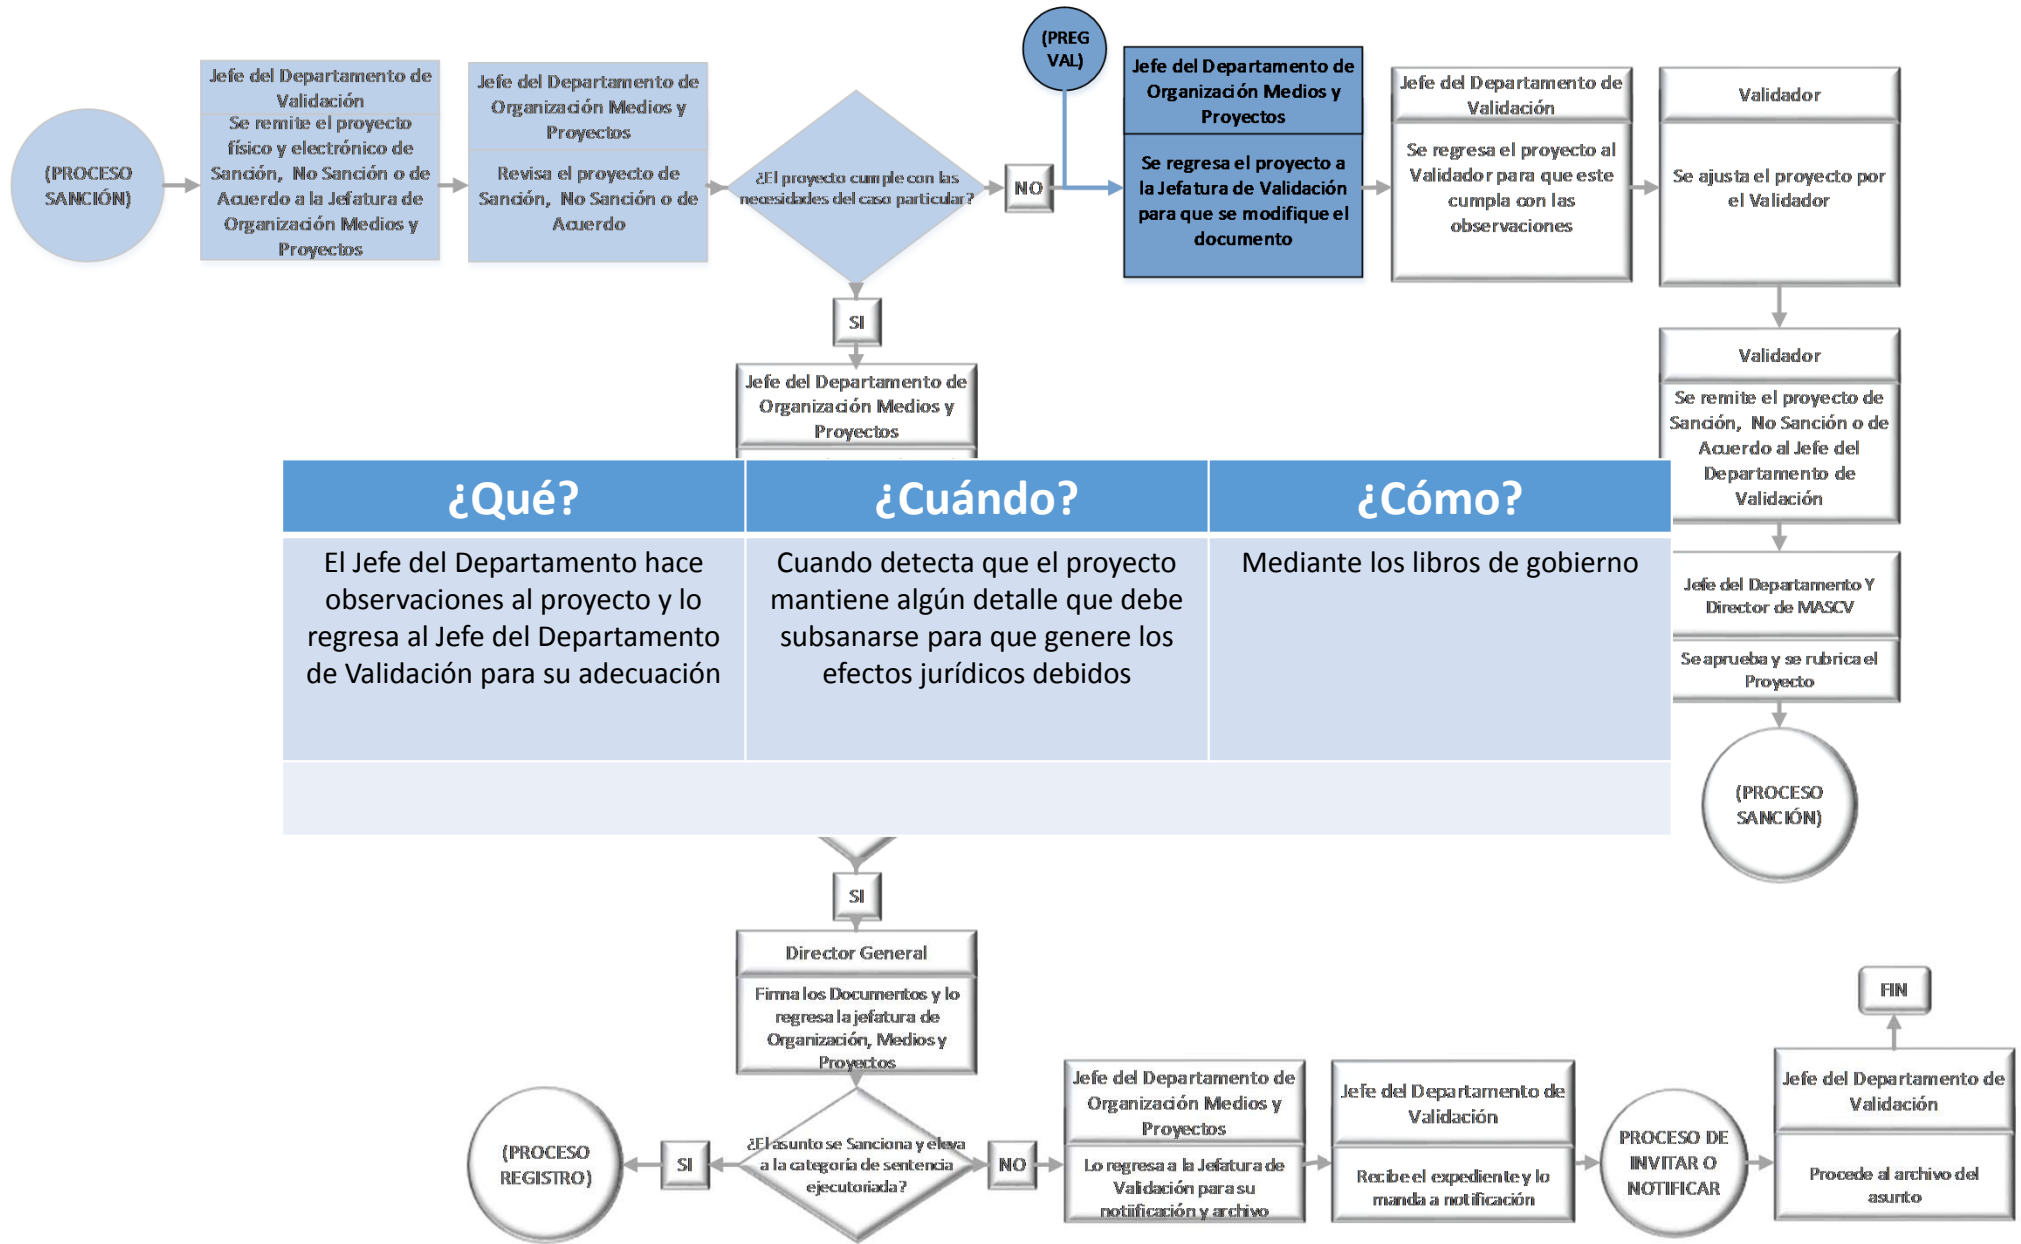 (PROCESO
SANCIÓN)
Jefe del Departamento de
Validación
Se remite el proyecto
físico y electrónico de
Sanción,  No Sanción o de
Acuerdo a la Jefatura de
Organización Medios y
Proyectos
Jefe del Departamento de
Organización Medios y
Proyectos
Revisa el proyecto de
Sanción,  No Sanción o de
Acuerdo
¿El proyecto cumple con las
necesidades del caso particular?
NO
(PREG
VAL)
Jefe del Departamento de
Organización Medios y
Proyectos
Se regresa el proyecto a
la Jefatura de Validación
para que se modifique el
documento
Jefe del Departamento de
Validación
Se regresa el proyecto al
Validador para que este
cumpla con las
observaciones
Validador
Se ajusta el proyecto por
el Validador
SI
Jefe del Departamento de
Organización Medios y
Proyectos
Validador
Se remite el proyecto de
Sanción,  No Sanción o de
Acuerdo al Jefe del
Departamento de
Validación
Jefe del Departamento Y
Director de MASCV
Se aprueba y se rubrica el
Proyecto
(PROCESO
SANCIÓN)
¿Qué?
¿Cuándo?
¿Cómo?
El Jefe del Departamento hace
observaciones al proyecto y lo
regresa al Jefe del Departamento
de Validación para su adecuación
Cuando detecta que el proyecto
mantiene algún detalle que debe
subsanarse para que genere los
efectos jurídicos debidos
Mediante los libros de gobierno
SI
Director General
Firma los Documentos y lo
regresa la jefatura de
Organización, Medios y
Proyectos
¿El asunto se Sanciona y eleva
a la categoría de sentencia
ejecutoriada?
SI
(PROCESO
REGISTRO)
NO
Jefe del Departamento de
Organización Medios y
Proyectos
Lo regresa a la Jefatura de
Validación para su
notiificación y archivo
Jefe del Departamento de
Validación
Recibe el expediente y lo
manda a notificación
PROCESO DE
INVITAR O
NOTIFICAR
Jefe del Departamento de
Validación
Procede al archivo del
asunto
FIN